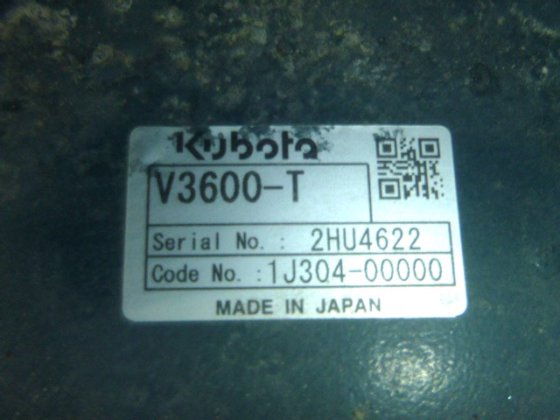 Kubota
V3600-T
Serial No. : 2HU4622
Code No. :1J304-00000
MADE IN JAPAN